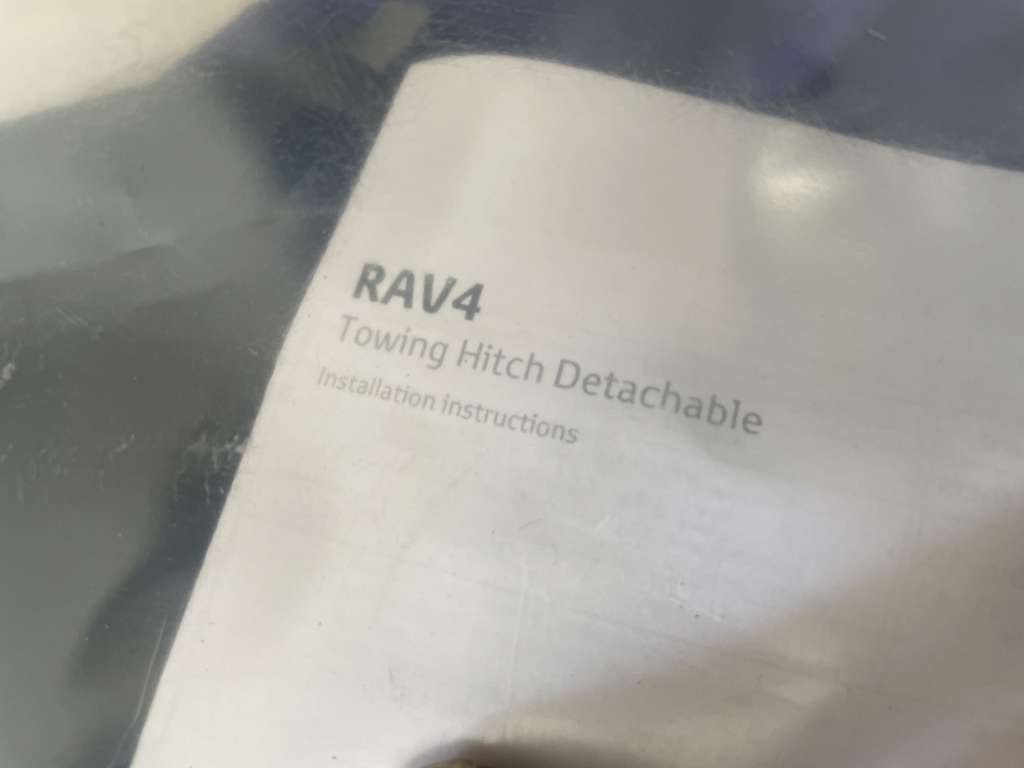 RAV4
Towing Hitch Detachable
Installation instructions